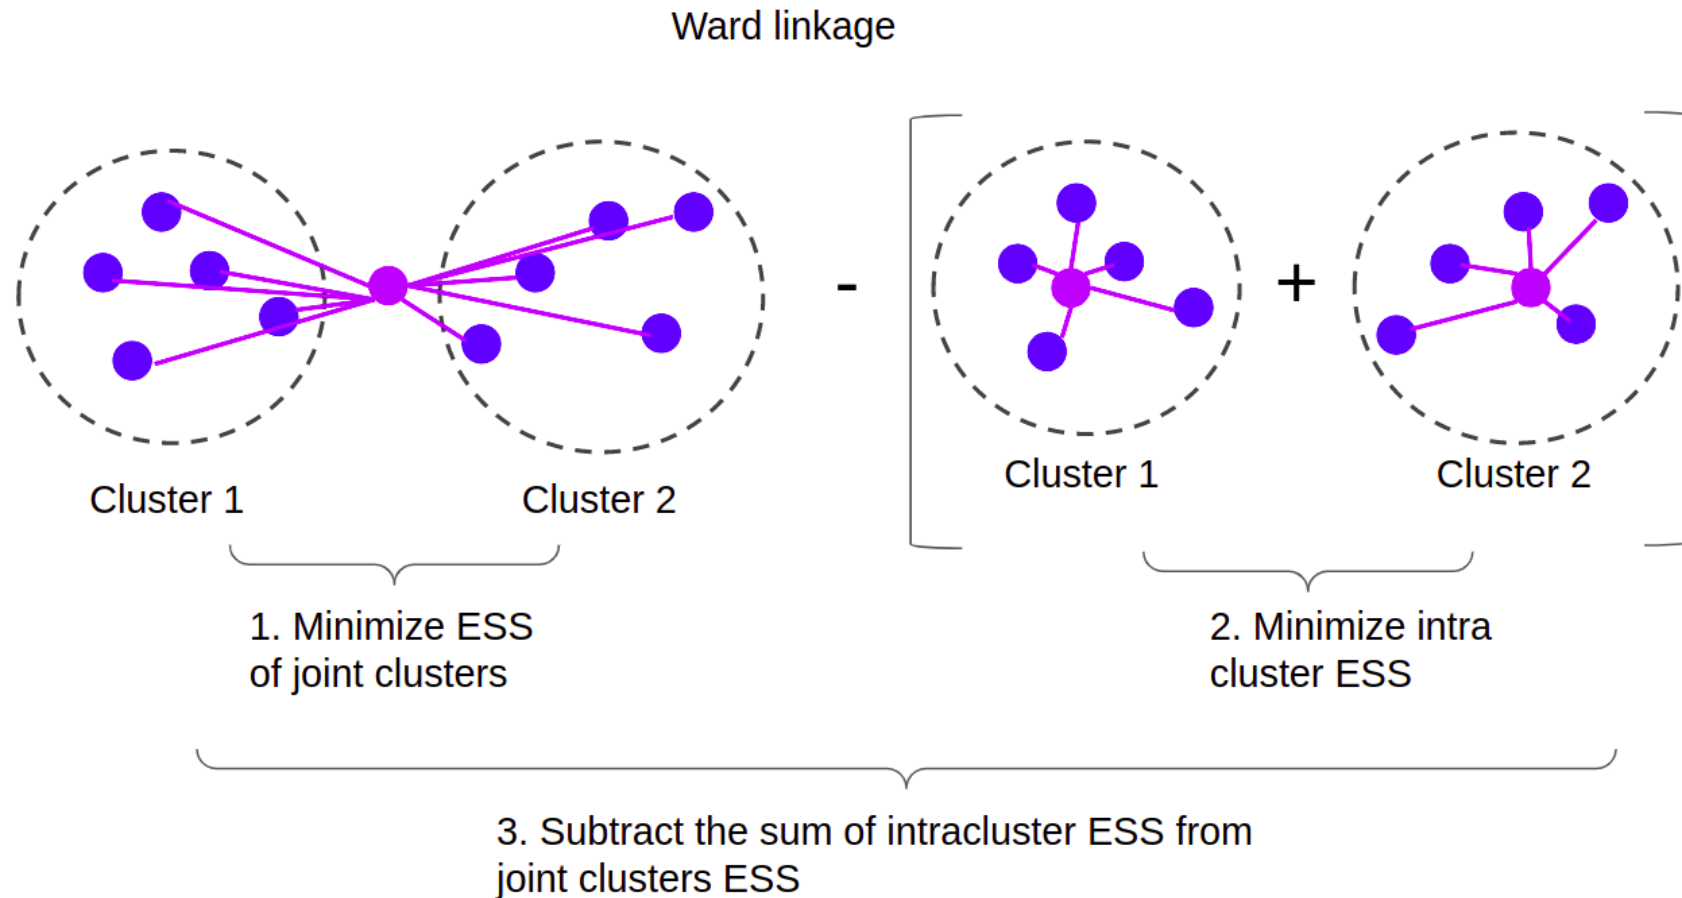 Ward linkage
-
+
Cluster 1
Cluster 2
Cluster 1
Cluster 2
1. Minimize ESS
of joint clusters
2. Minimize intra
cluster ESS
3. Subtract the sum of intracluster ESS from
joint clusters ESS